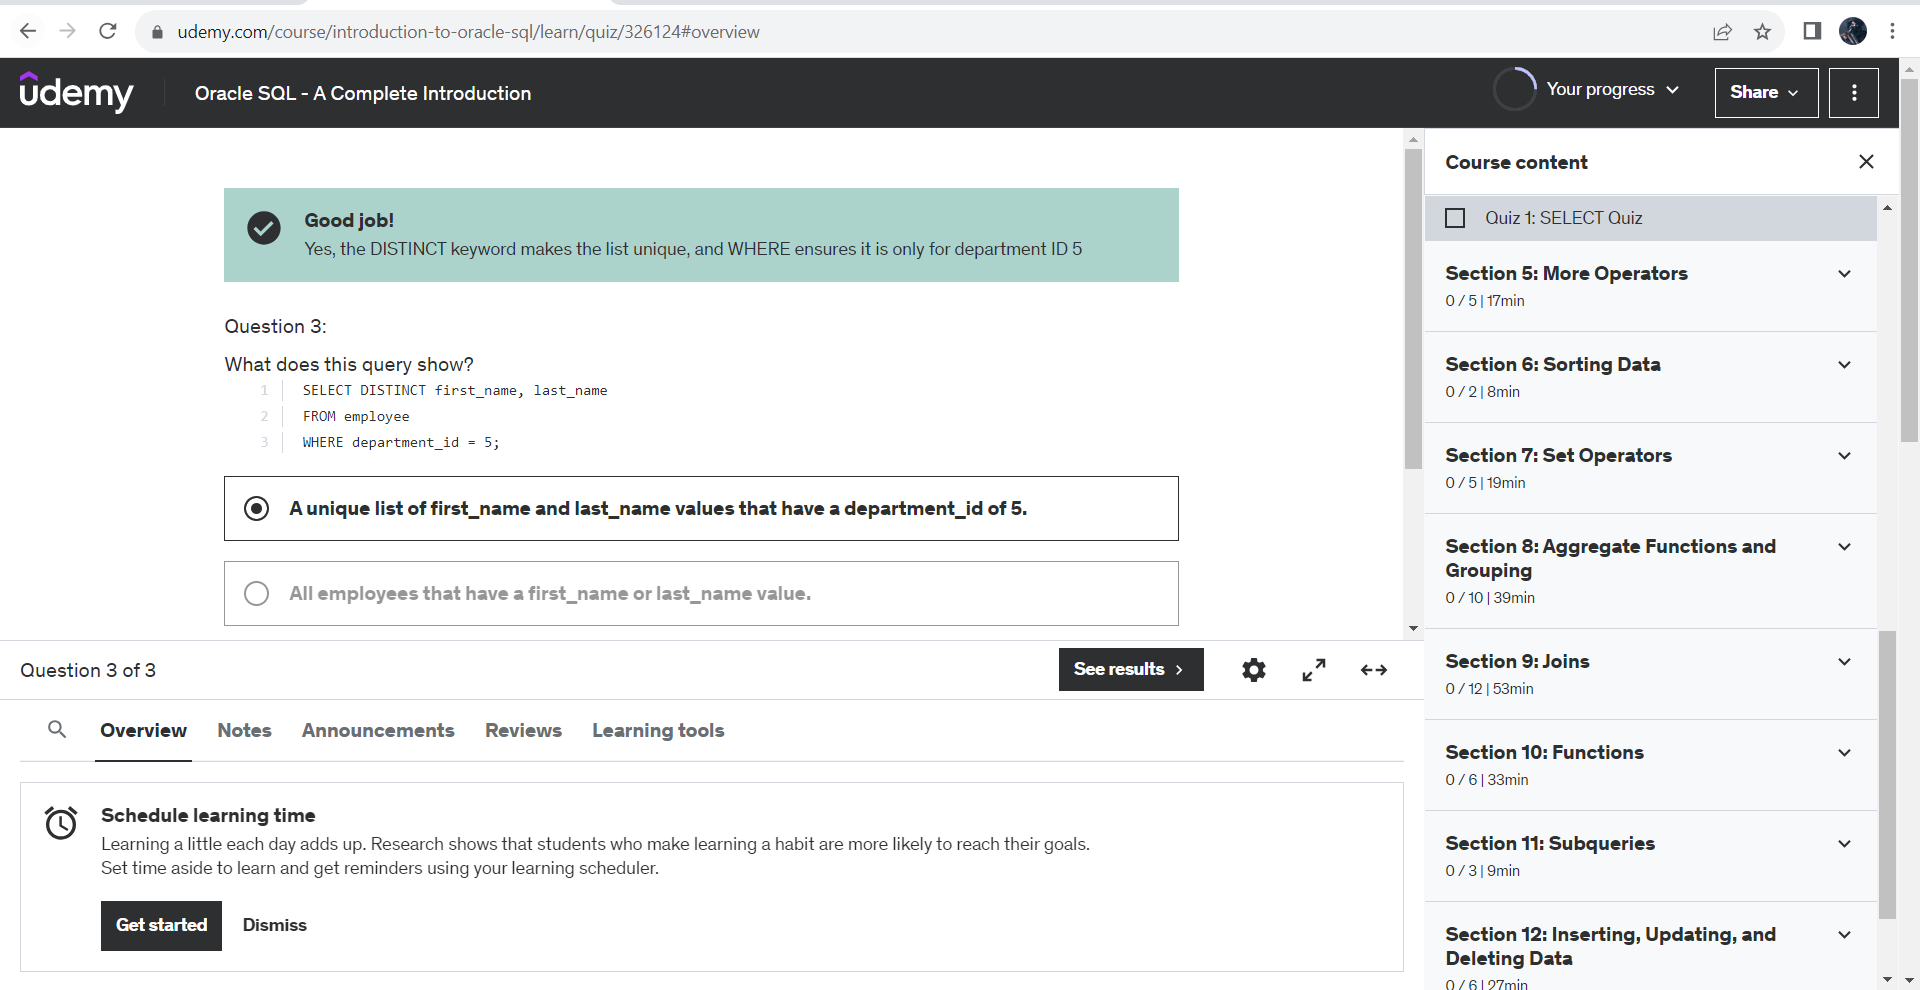 udemy.com/course/introduction-to-oracle-sql/learn/quiz/326124#overview
ûdemy
Oracle SQL - A Complete Introduction
Your progress
Share
Good job!
Yes, the DISTINCT keyword makes the list unique, and WHERE ensures it is only for department ID 5
Question 3:
What does this query show?
1 SELECT DISTINCT first_name, last_name
2 FROM employee
3 WHERE department_id = 5;
A unique list of first_name and last_name values that have a department_id of 5.
All employees that have a first_name or last_name value.
Question 3 of 3
See results
Overview Notes Announcements Reviews Learning tools
Schedule learning time
Learning a little each day adds up. Research shows that students who make learning a habit are more likely to reach their goals.
Set time aside to learn and get reminders using your learning scheduler.
Get started Dismiss
Course content
Quiz 1: SELECT Quiz
Section 5: More Operators
0 / 5 | 17min
Section 6: Sorting Data
0 / 2 | 8min
Section 7: Set Operators
0 / 5 | 19min
Section 8: Aggregate Functions and
Grouping
0 / 10 | 39min
Section 9: Joins
0 / 12 | 53min
Section 10: Functions
0 / 6 | 33min
Section 11: Subqueries
0 / 3 | 9min
Section 12: Inserting, Updating, and
Deleting Data
0 / 6 | 27min